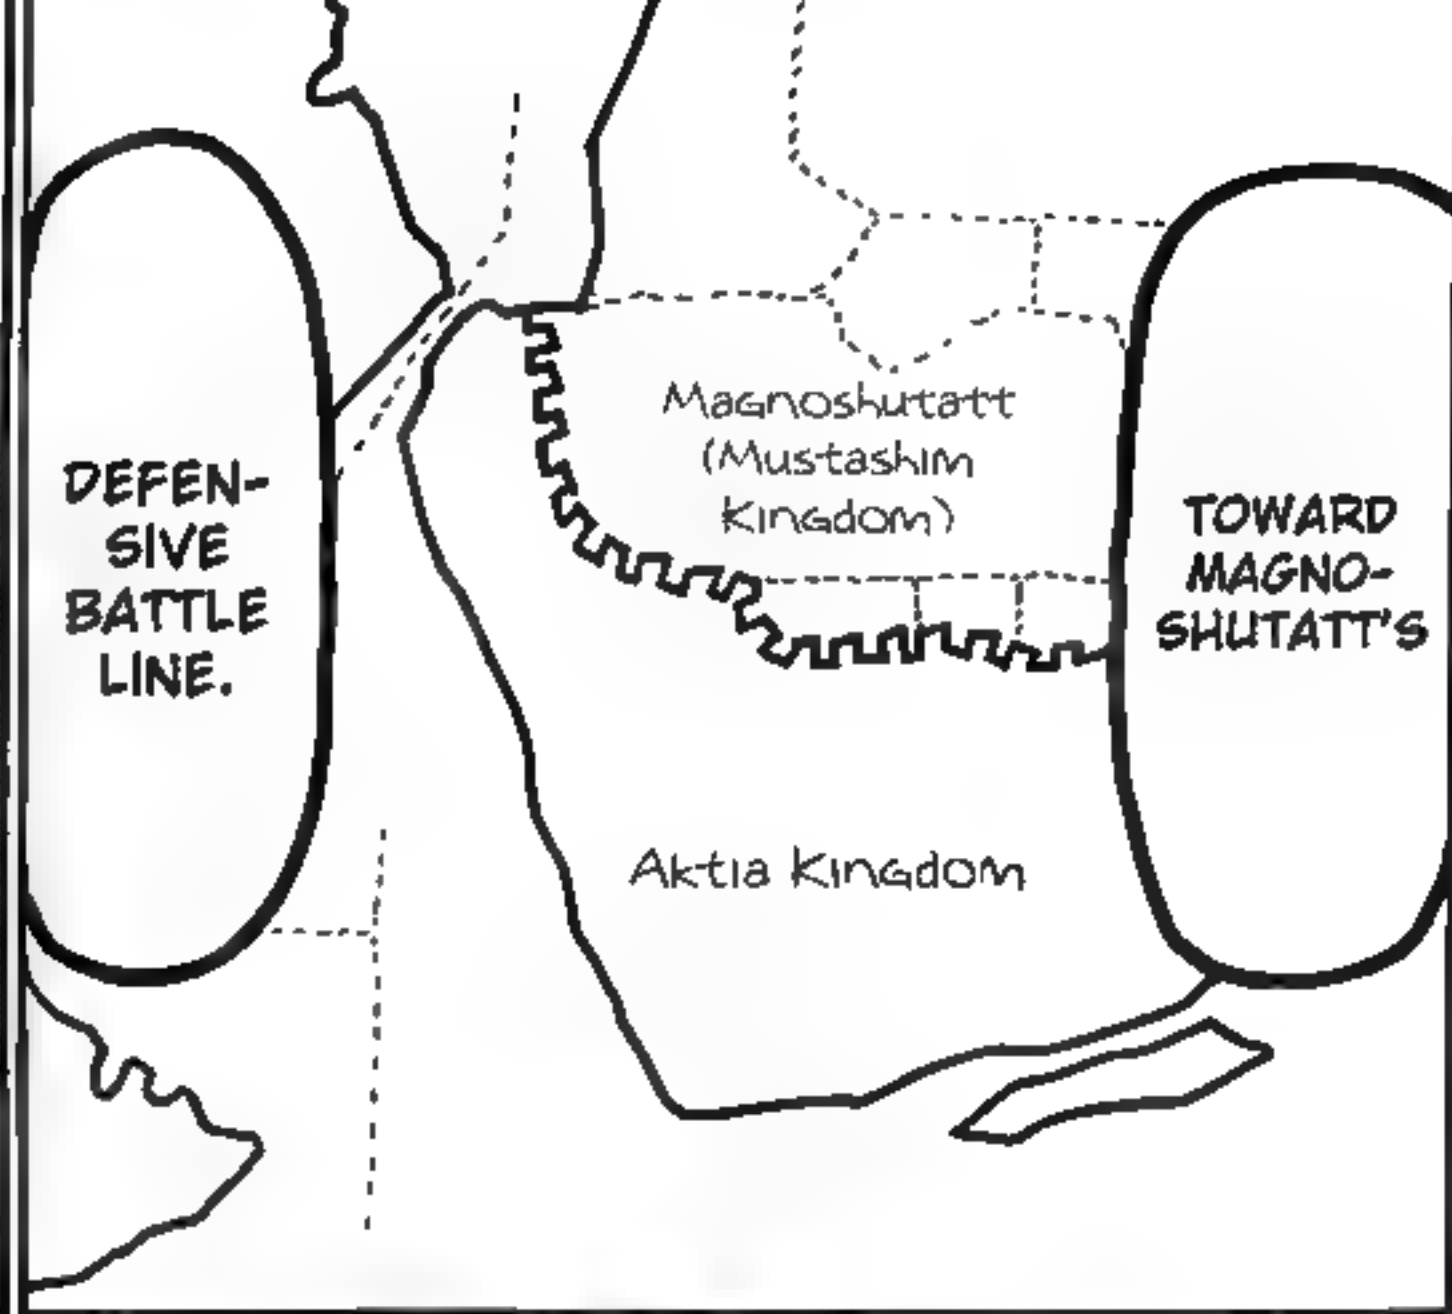 TOWARD
MAGNO-
SHUTATT'S
DEFEN-
SIVE
BATTLE
LINE.
Magnoshutatt
(Mustashim
Kingdom)
Aktia Kingdom